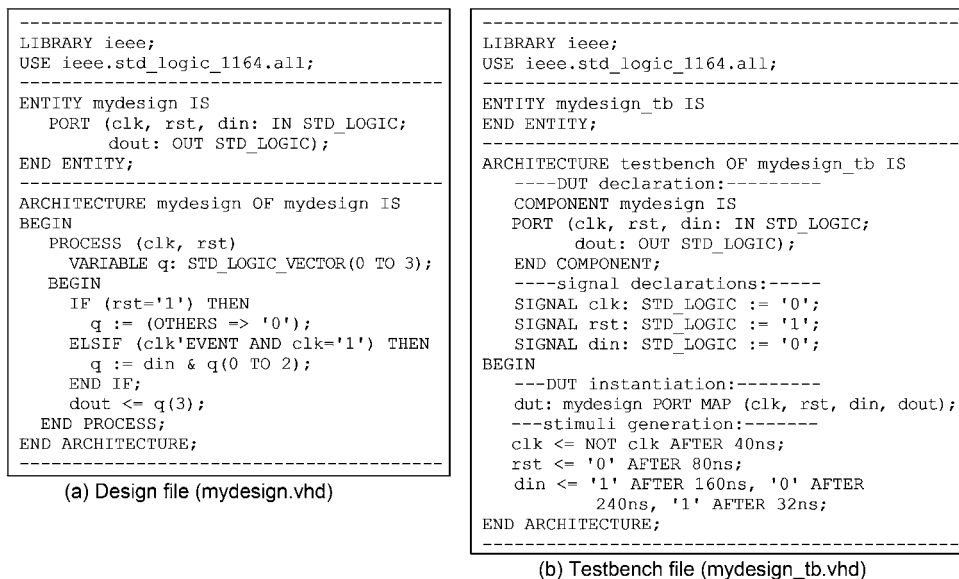 ----------------------------------------
LIBRARY ieee;
USE ieee.std_logic_1164.all;
----------------------------------------
ENTITY mydesign IS
PORT (clk, rst, din: IN STD_LOGIC;
dout: OUT STD_LOGIC);
END ENTITY;
----------------------------------------
ARCHITECTURE mydesign OF mydesign IS
BEGIN
PROCESS (clk, rst)
VARIABLE q: STD_LOGIC_VECTOR(0 TO 3);
BEGIN
IF (rst='1') THEN
q := (OTHERS => '0');
ELSIF (clk'EVENT AND clk='1') THEN
q := din & q(0 TO 2);
END IF;
dout <= q(3);
END PROCESS;
END ARCHITECTURE;
----------------------------------------
(a) Design file (mydesign.vhd)
---------------------------------------------
LIBRARY ieee;
USE ieee.std_logic_1164.all;
---------------------------------------------
ENTITY mydesign_tb IS
END ENTITY;
---------------------------------------------
ARCHITECTURE testbench OF mydesign_tb IS
----DUT declaration:---------
COMPONENT mydesign IS
PORT (clk, rst, din: IN STD_LOGIC;
dout: OUT STD_LOGIC);
END COMPONENT;
----signal declarations:-----
SIGNAL clk: STD_LOGIC := '0';
SIGNAL rst: STD_LOGIC := '1';
SIGNAL din: STD_LOGIC := '0';
BEGIN
---DUT instantiation:--------
dut: mydesign PORT MAP (clk, rst, din, dout);
---stimuli generation:-------
clk <= NOT clk AFTER 40ns;
rst <= '0' AFTER 80ns;
din <= '1' AFTER 160ns, '0' AFTER
240ns, '1' AFTER 32ns;
END ARCHITECTURE;
---------------------------------------------
(b) Testbench file (mydesign_tb.vhd)